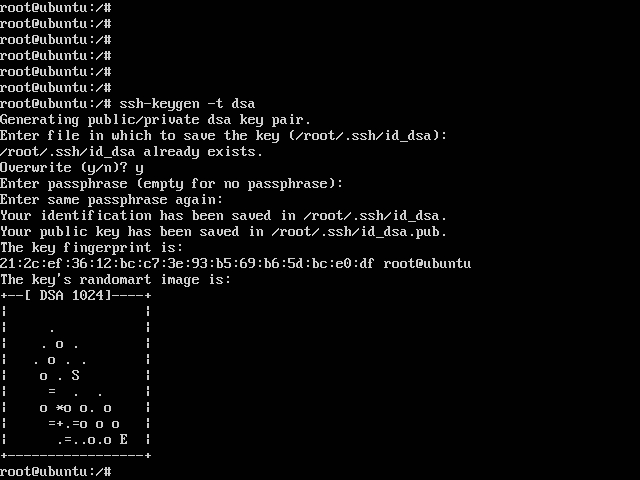 root@ubuntu:/#
root@ubuntu:/#
root@ubuntu:/#
root@ubuntu:/#
root@ubuntu:/#
root@ubuntu:/#
root@ubuntu:/# ssh-keygen -t dsa
Generating public/private dsa key pair.
Enter file in which to save the key (/root/.ssh/id_dsa):
/root/.ssh/id_dsa already exists.
Overwrite (y/n)? y
Enter passphrase (empty for no passphrase):
Enter same passphrase again:
Your identification has been saved in /root/.ssh/id_dsa.
Your public key has been saved in /root/.ssh/id_dsa.pub.
The key fingerprint is:
21:2c:ef:36:12:bc:c7:3e:93:b5:69:b6:5d:bc:e0:df root@ubuntu
The key's randomart image is:
+--[ DSA 1024]----+
|                 |
|     .           |
|    . o .        |
|   . o . .       |
|    o . S        |
|     =  .  .     |
|    o *o o. o    |
|     =+.=o o o   |
|      .=..o.o E  |
+-----------------+
root@ubuntu:/#